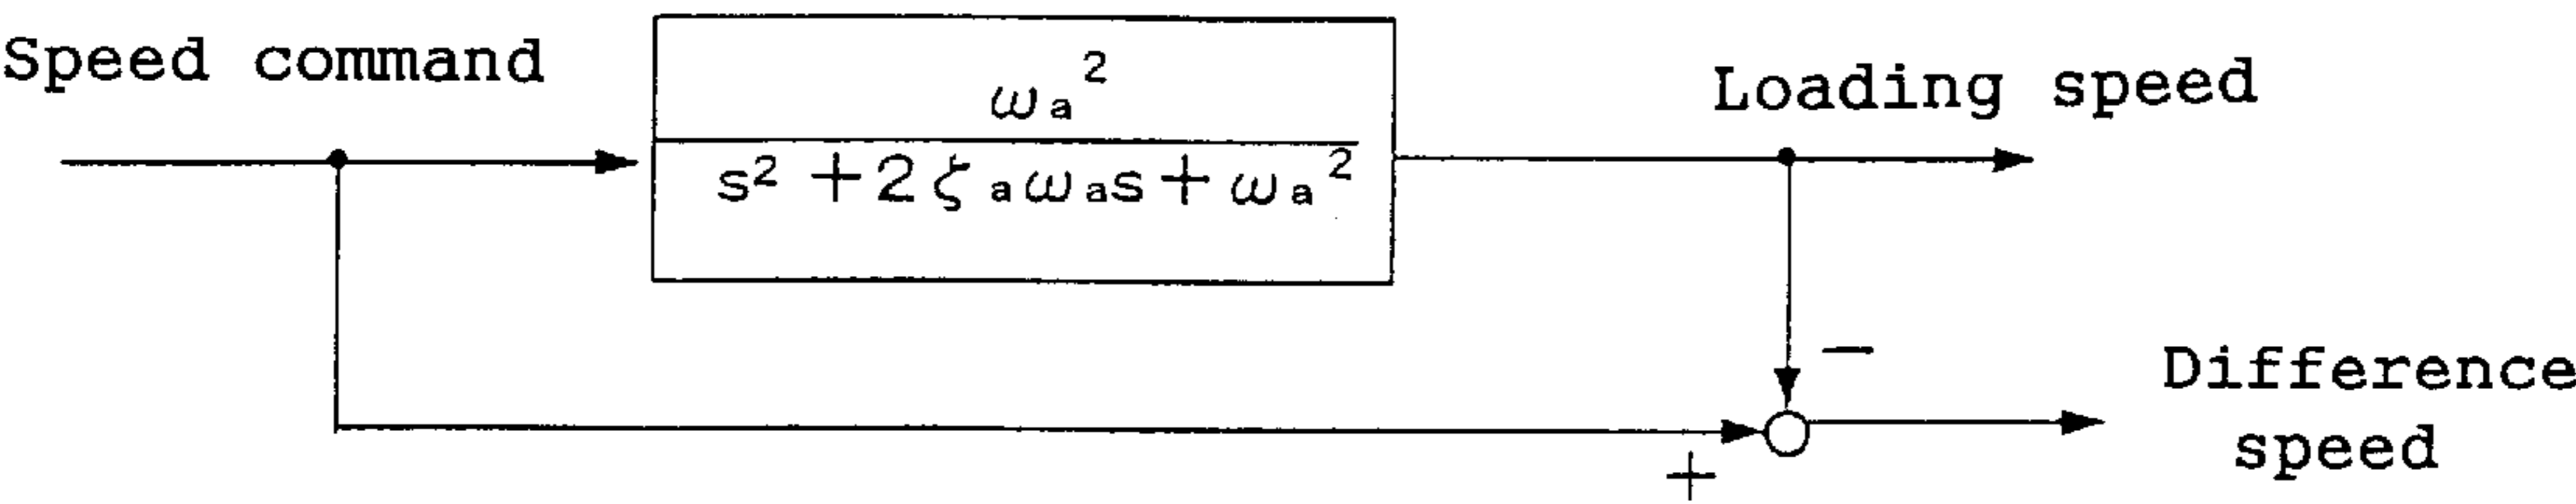 Speed command
ωa²
s²+2ζaωas+ωa²
Loading speed
−
+
Difference
speed